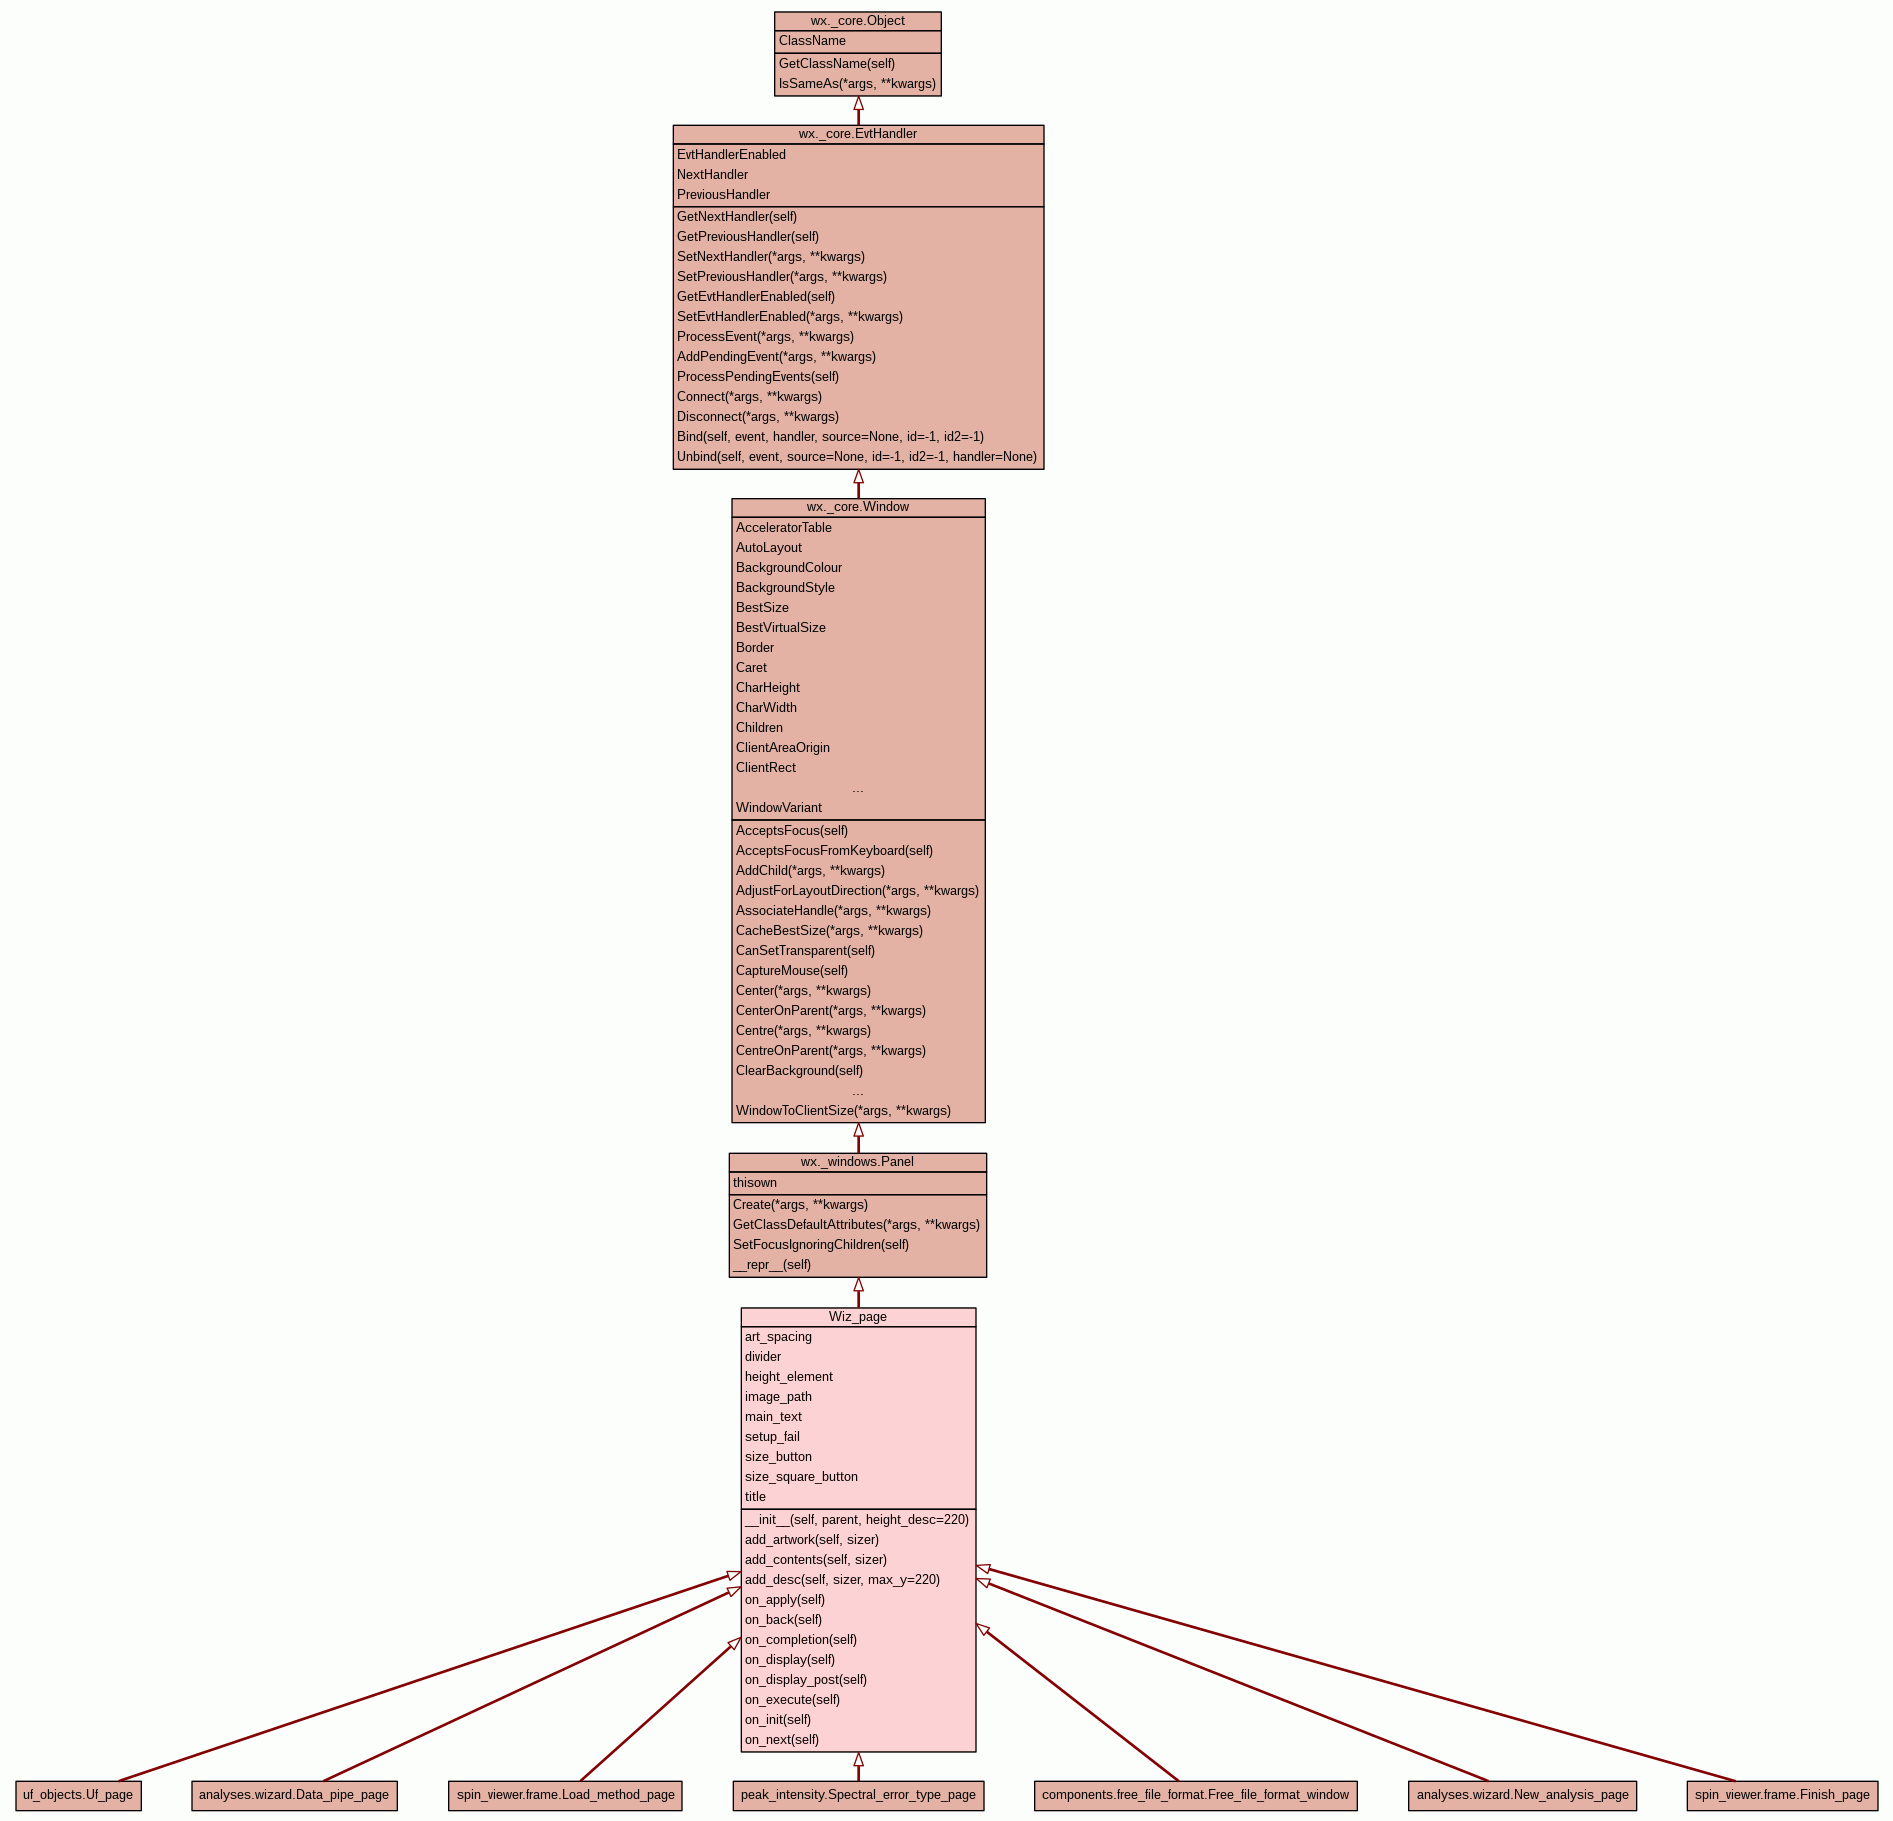 wx._core.Object
ClassName
GetClassName(self)
IsSameAs(*args, **kwargs)
wx._core.EvtHandler
EvtHandlerEnabled
NextHandler
PreviousHandler
GetNextHandler(self)
GetPreviousHandler(self)
SetNextHandler(*args, **kwargs)
SetPreviousHandler(*args, **kwargs)
GetEvtHandlerEnabled(self)
SetEvtHandlerEnabled(*args, **kwargs)
ProcessEvent(*args, **kwargs)
AddPendingEvent(*args, **kwargs)
ProcessPendingEvents(self)
Connect(*args, **kwargs)
Disconnect(*args, **kwargs)
Bind(self, event, handler, source=None, id=-1, id2=-1)
Unbind(self, event, source=None, id=-1, id2=-1, handler=None)
wx._core.Window
AcceleratorTable
AutoLayout
BackgroundColour
BackgroundStyle
BestSize
BestVirtualSize
Border
Caret
CharHeight
CharWidth
Children
ClientAreaOrigin
ClientRect
...
WindowVariant
AcceptsFocus(self)
AcceptsFocusFromKeyboard(self)
AddChild(*args, **kwargs)
AdjustForLayoutDirection(*args, **kwargs)
AssociateHandle(*args, **kwargs)
CacheBestSize(*args, **kwargs)
CanSetTransparent(self)
CaptureMouse(self)
Center(*args, **kwargs)
CenterOnParent(*args, **kwargs)
Centre(*args, **kwargs)
CentreOnParent(*args, **kwargs)
ClearBackground(self)
...
WindowToClientSize(*args, **kwargs)
wx._windows.Panel
thisown
Create(*args, **kwargs)
GetClassDefaultAttributes(*args, **kwargs)
SetFocusIgnoringChildren(self)
__repr__(self)
Wiz_page
art_spacing
divider
height_element
image_path
main_text
setup_fail
size_button
size_square_button
title
__init__(self, parent, height_desc=220)
add_artwork(self, sizer)
add_contents(self, sizer)
add_desc(self, sizer, max_y=220)
on_apply(self)
on_back(self)
on_completion(self)
on_display(self)
on_display_post(self)
on_execute(self)
on_init(self)
on_next(self)
uf_objects.Uf_page
analyses.wizard.Data_pipe_page
spin_viewer.frame.Load_method_page
peak_intensity.Spectral_error_type_page
components.free_file_format.Free_file_format_window
analyses.wizard.New_analysis_page
spin_viewer.frame.Finish_page